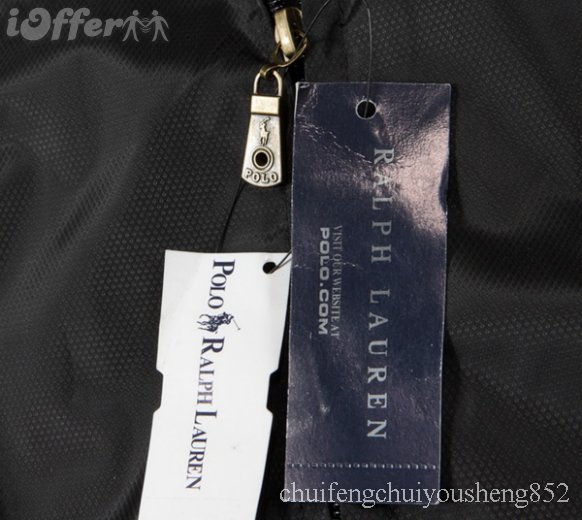 iOffer
POLO
RALPH LAUREN
VISIT OUR WEBSITE AT
POLO.COM
POLO RALPH LAUREN
chuifengchuiyousheng852